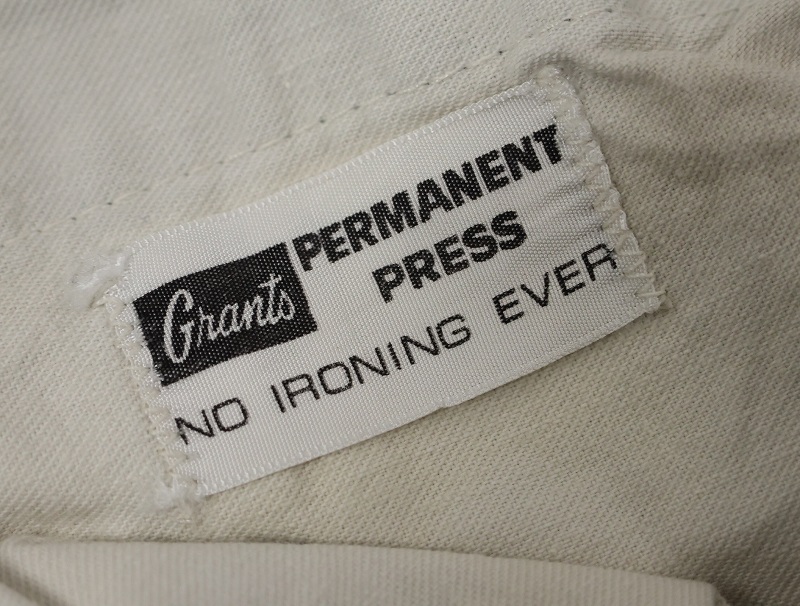 Grants
PERMANENT
PRESS
NO IRONING EVER